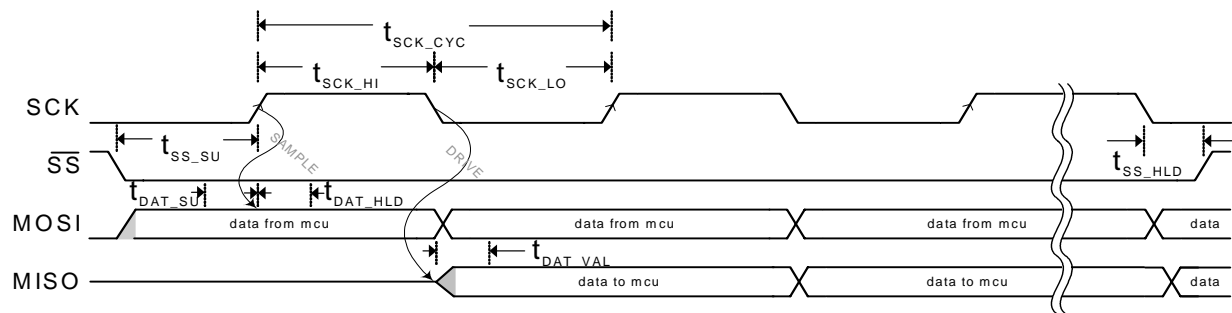 tSCK_CYC
tSCK_HI
tSCK_LO
SCK
SAMPLE
DRIVE
tSS_SU
tSS_HLD
SS
tDAT_SU
tDAT_HLD
MOSI
data from mcu
data from mcu
data from mcu
data
tDAT_VAL
MISO
data to mcu
data to mcu
data